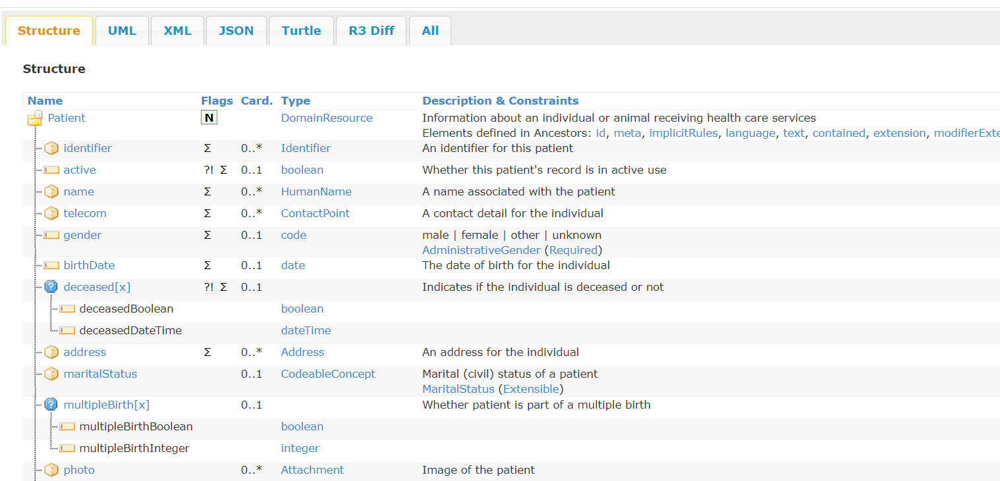 Structure UML XML JSON Turtle R3 Diff All
Structure
Name Flags Card. Type Description & Constraints
Patient N DomainResource Information about an individual or animal receiving health care services
Elements defined in Ancestors: id, meta, implicitRules, language, text, contained, extension, modifierExte
identifier Σ 0..* Identifier An identifier for this patient
active ?! Σ 0..1 boolean Whether this patient's record is in active use
name Σ 0..* HumanName A name associated with the patient
telecom Σ 0..* ContactPoint A contact detail for the individual
gender Σ 0..1 code male | female | other | unknown
AdministrativeGender (Required)
birthDate Σ 0..1 date The date of birth for the individual
deceased[x] ?! Σ 0..1 Indicates if the individual is deceased or not
deceasedBoolean boolean
deceasedDateTime dateTime
address Σ 0..* Address An address for the individual
maritalStatus 0..1 CodeableConcept Marital (civil) status of a patient
MaritalStatus (Extensible)
multipleBirth[x] 0..1 Whether patient is part of a multiple birth
multipleBirthBoolean boolean
multipleBirthInteger integer
photo 0..* Attachment Image of the patient